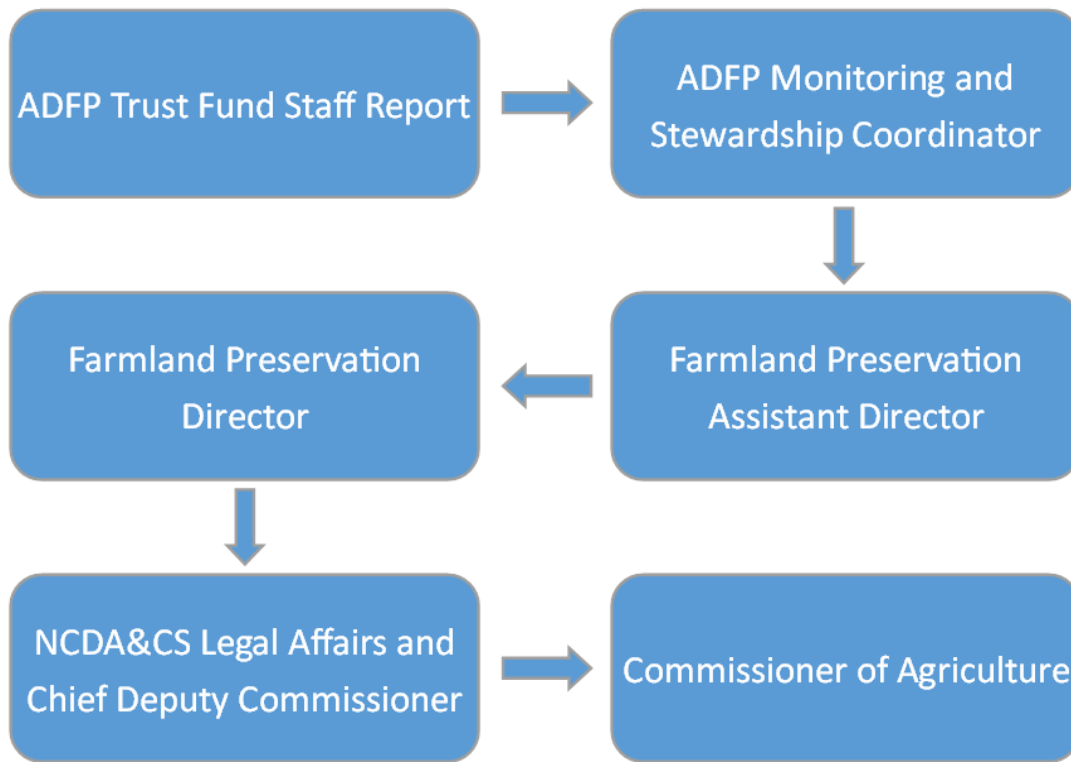 ADFP Trust Fund Staff Report
ADFP Monitoring and
Stewardship Coordinator
Farmland Preservation
Assistant Director
Farmland Preservation
Director
NCDA&CS Legal Affairs and
Chief Deputy Commissioner
Commissioner of Agriculture